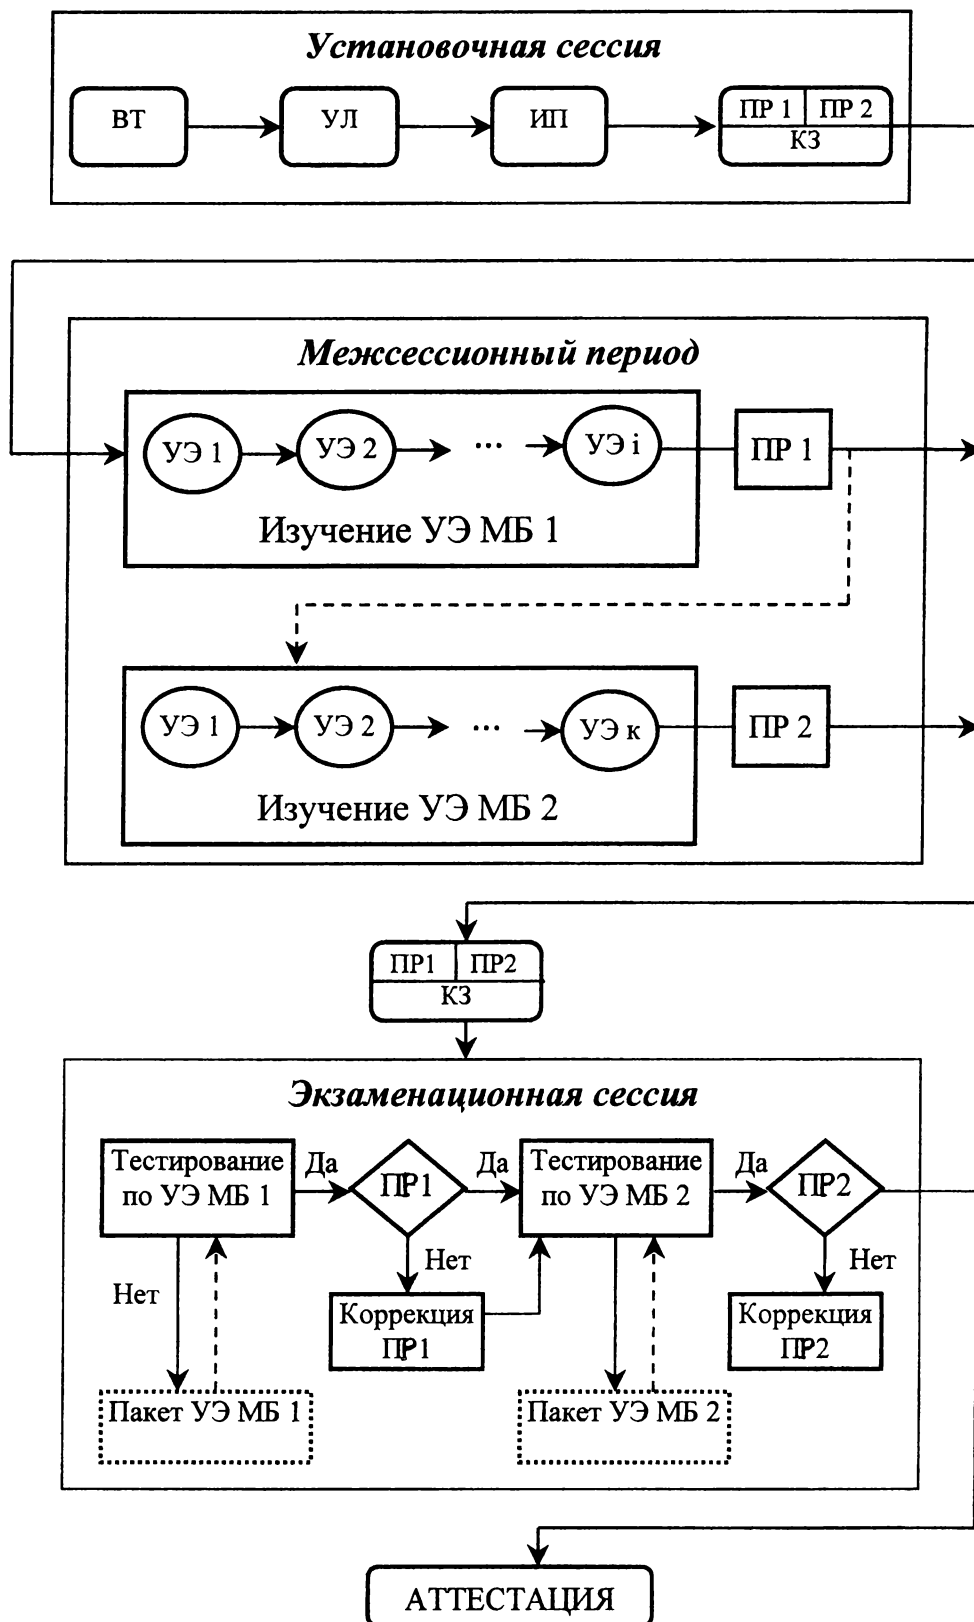 Установочная сессия
ВТ
УЛ
ИП
ПР 1
ПР 2
КЗ
Межсессионный период
УЭ 1
УЭ 2
...
УЭ i
ПР 1
Изучение УЭ МБ 1
УЭ 1
УЭ 2
...
УЭ к
ПР 2
Изучение УЭ МБ 2
ПР1
ПР2
КЗ
Экзаменационная сессия
Тестирование
по УЭ МБ 1
Да
ПР1
Да
Тестирование
по УЭ МБ 2
Да
ПР2
Нет
Нет
Нет
Коррекция
ПР1
Коррекция
ПР2
Пакет УЭ МБ 1
Пакет УЭ МБ 2
АТТЕСТАЦИЯ